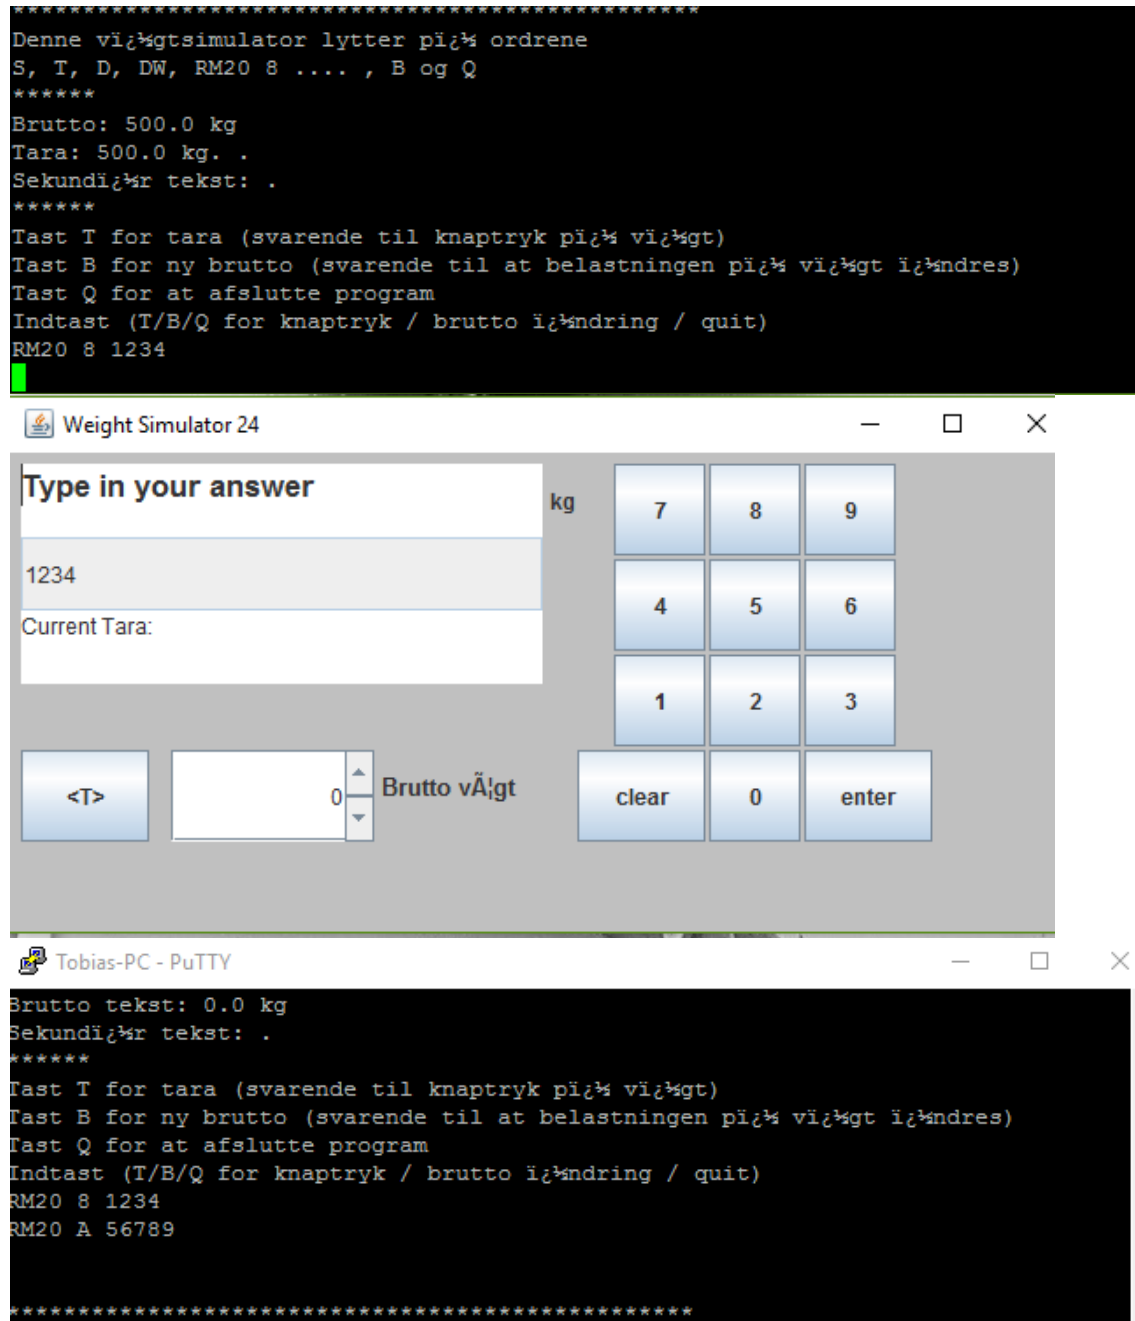 **************************************************
Denne vï¿½gtsimulator lytter pï¿½ ordrene
S, T, D, DW, RM20 8 .... , B og Q
******
Brutto: 500.0 kg
Tara: 500.0 kg. .
Sekundï¿½r tekst: .
******
Tast T for tara (svarende til knaptryk pï¿½ vï¿½gt)
Tast B for ny brutto (svarende til at belastningen pï¿½ vï¿½gt ï¿½ndres)
Tast Q for at afslutte program
Indtast (T/B/Q for knaptryk / brutto ï¿½ndring / quit)
RM20 8 1234
Weight Simulator 24
Type in your answer
kg
7 8 9
1234
4 5 6
Current Tara:
1 2 3
<T>
0
Brutto vÃ¦gt
clear 0 enter
Tobias-PC - PuTTY
Brutto tekst: 0.0 kg
Sekundï¿½r tekst: .
******
Tast T for tara (svarende til knaptryk pï¿½ vï¿½gt)
Tast B for ny brutto (svarende til at belastningen pï¿½ vï¿½gt ï¿½ndres)
Tast Q for at afslutte program
Indtast (T/B/Q for knaptryk / brutto ï¿½ndring / quit)
RM20 8 1234
RM20 A 56789
**************************************************